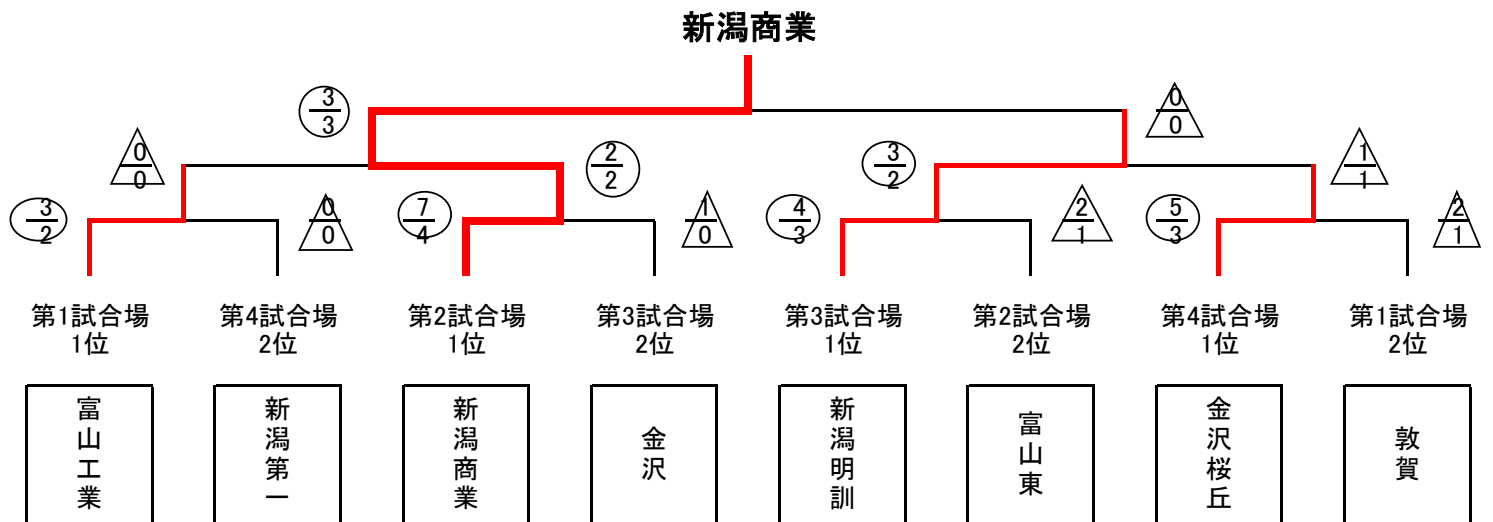 新潟商業
3
3
0
0
0
0
2
2
3
2
1
1
3
2
0
0
7
4
1
0
4
3
2
1
5
3
2
1
第1試合場
1位
第4試合場
2位
第2試合場
1位
第3試合場
2位
第3試合場
1位
第2試合場
2位
第4試合場
1位
第1試合場
2位
富山工業
新潟第一
新潟商業
金沢
新潟明訓
富山東
金沢桜丘
敦賀